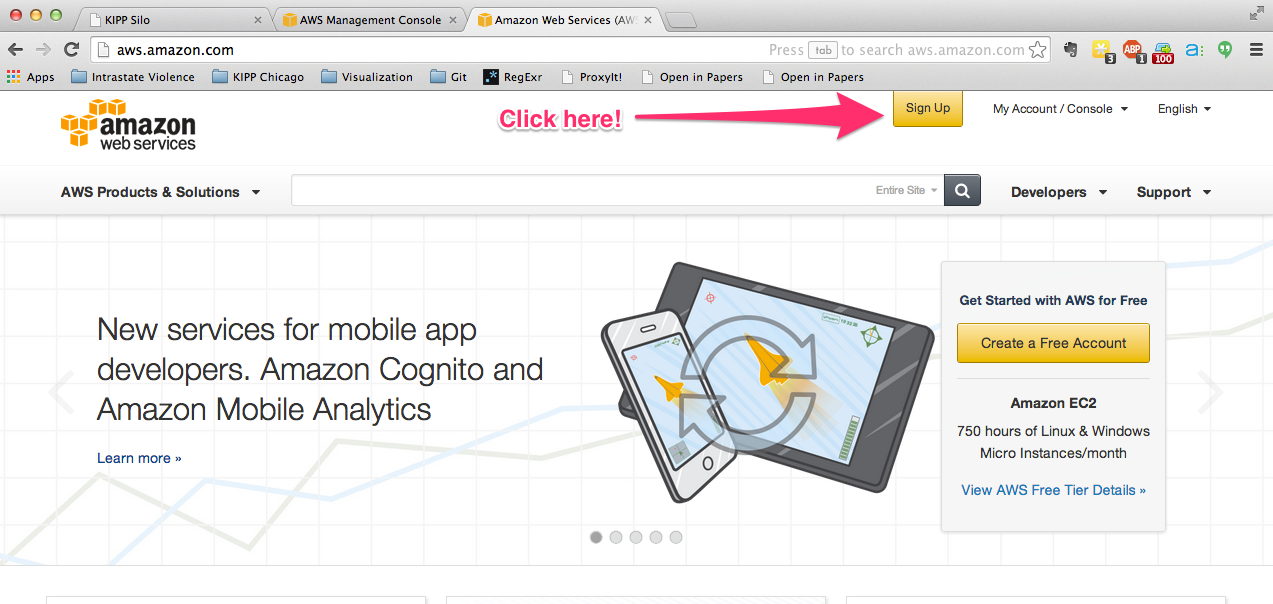 KIPP Silo
AWS Management Console
Amazon Web Services (AW
aws.amazon.com
Press tab to search aws.amazon.com
3
ABP
1
100
a:
Apps
Intrastate Violence
KIPP Chicago
Visualization
Git
.*
RegExr
ProxyIt!
Open in Papers
Open in Papers
amazon
web services
Click here!
Sign Up
My Account / Console
English
AWS Products & Solutions
Entire Site
Developers
Support
New services for mobile app
developers. Amazon Cognito and
Amazon Mobile Analytics
Learn more »
Get Started with AWS for Free
Create a Free Account
Amazon EC2
750 hours of Linux & Windows
Micro Instances/month
View AWS Free Tier Details »